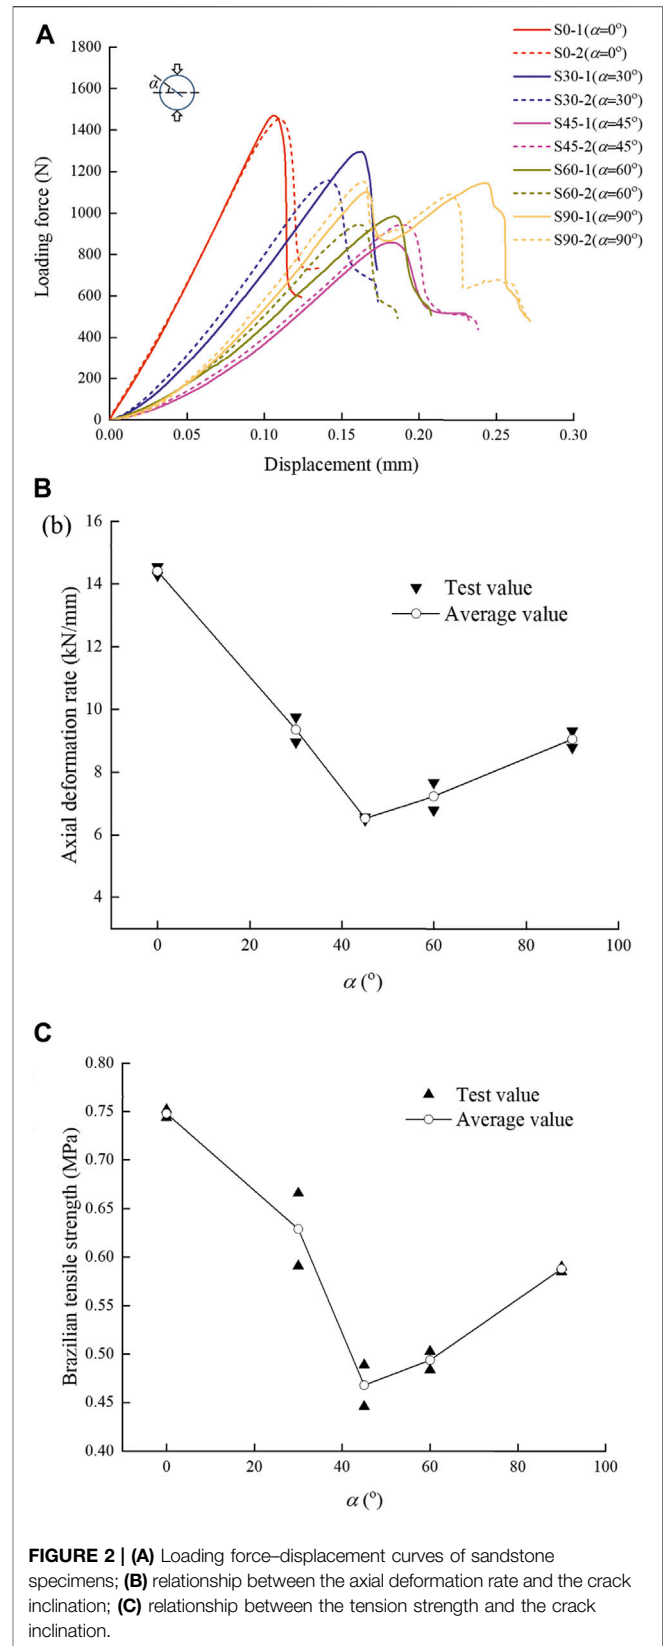 A
1800
1600
1400
1200
1000
800
600
400
200
0
Loading force (N)
0.00 0.05 0.10 0.15 0.20 0.25 0.30
Displacement (mm)
α
S0-1(α=0°)
S0-2(α=0°)
S30-1(α=30°)
S30-2(α=30°)
S45-1(α=45°)
S45-2(α=45°)
S60-1(α=60°)
S60-2(α=60°)
S90-1(α=90°)
S90-2(α=90°)
B
(b)
16
14
12
10
8
6
4
Axial deformation rate (kN/mm)
Test value
Average value
0 20 40 60 80 100
α (°)
C
0.80
0.75
0.70
0.65
0.60
0.55
0.50
0.45
0.40
Brazilian tensile strength (MPa)
Test value
Average value
0 20 40 60 80 100
α (°)
FIGURE 2 | (A) Loading force–displacement curves of sandstone
specimens; (B) relationship between the axial deformation rate and the crack
inclination; (C) relationship between the tension strength and the crack
inclination.